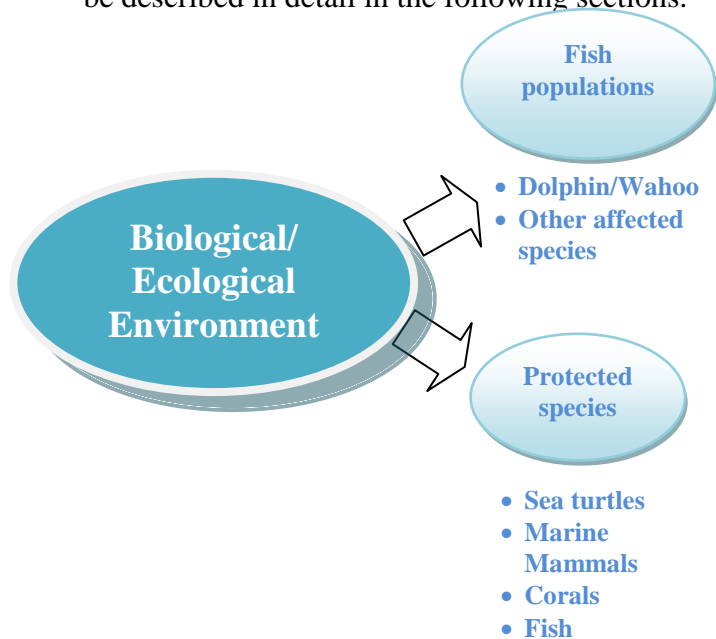 be described in detail in the following sections.
Fish
populations
• Dolphin/Wahoo
• Other affected
species
Biological/
Ecological
Environment
Protected
species
• Sea turtles
• Marine
Mammals
• Corals
• Fish